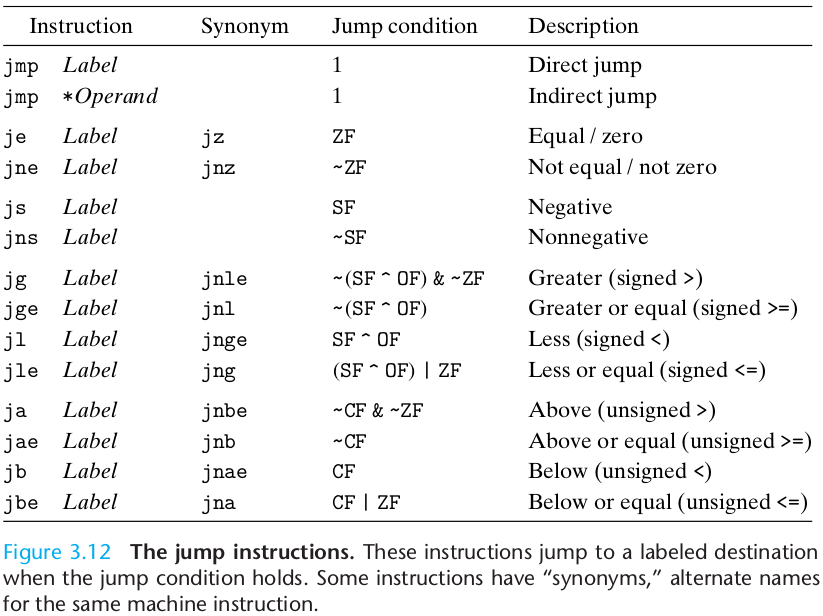 Instruction Synonym Jump condition Description
jmp Label 1 Direct jump
jmp *Operand 1 Indirect jump
je Label jz ZF Equal / zero
jne Label jnz ~ZF Not equal / not zero
js Label SF Negative
jns Label ~SF Nonnegative
jg Label jnle ~(SF ^ OF) & ~ZF Greater (signed >)
jge Label jnl ~(SF ^ OF) Greater or equal (signed >=)
jl Label jnge SF ^ OF Less (signed <)
jle Label jng (SF ^ OF) | ZF Less or equal (signed <=)
ja Label jnbe ~CF & ~ZF Above (unsigned >)
jae Label jnb ~CF Above or equal (unsigned >=)
jb Label jnae CF Below (unsigned <)
jbe Label jna CF | ZF Below or equal (unsigned <=)
Figure 3.12 The jump instructions. These instructions jump to a labeled destination
when the jump condition holds. Some instructions have “synonyms,” alternate names
for the same machine instruction.